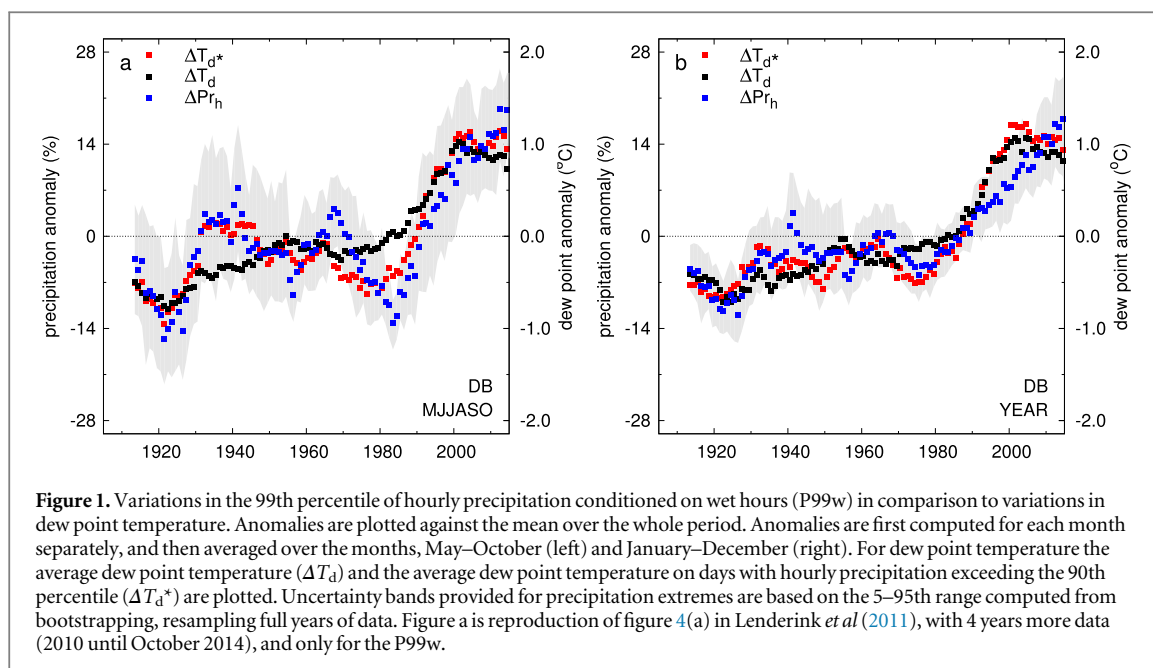 28
14
0
-14
-28
precipitation anomaly (%)
a
ΔTd*
ΔTd
ΔPrh
DB
MJJASO
2.0
1.0
0.0
-1.0
-2.0
dew point anomaly (°C)
1920 1940 1960 1980 2000
28
14
0
-14
-28
precipitation anomaly (%)
b
ΔTd*
ΔTd
ΔPrh
DB
YEAR
2.0
1.0
0.0
-1.0
-2.0
dew point anomaly (°C)
1920 1940 1960 1980 2000
Figure 1. Variations in the 99th percentile of hourly precipitation conditioned on wet hours (P99w) in comparison to variations in
dew point temperature. Anomalies are plotted against the mean over the whole period. Anomalies are first computed for each month
separately, and then averaged over the months, May–October (left) and January–December (right). For dew point temperature the
average dew point temperature (ΔTd) and the average dew point temperature on days with hourly precipitation exceeding the 90th
percentile (ΔTd*) are plotted. Uncertainty bands provided for precipitation extremes are based on the 5–95th range computed from
bootstrapping, resampling full years of data. Figure a is reproduction of figure 4(a) in Lenderink et al (2011), with 4 years more data
(2010 until October 2014), and only for the P99w.